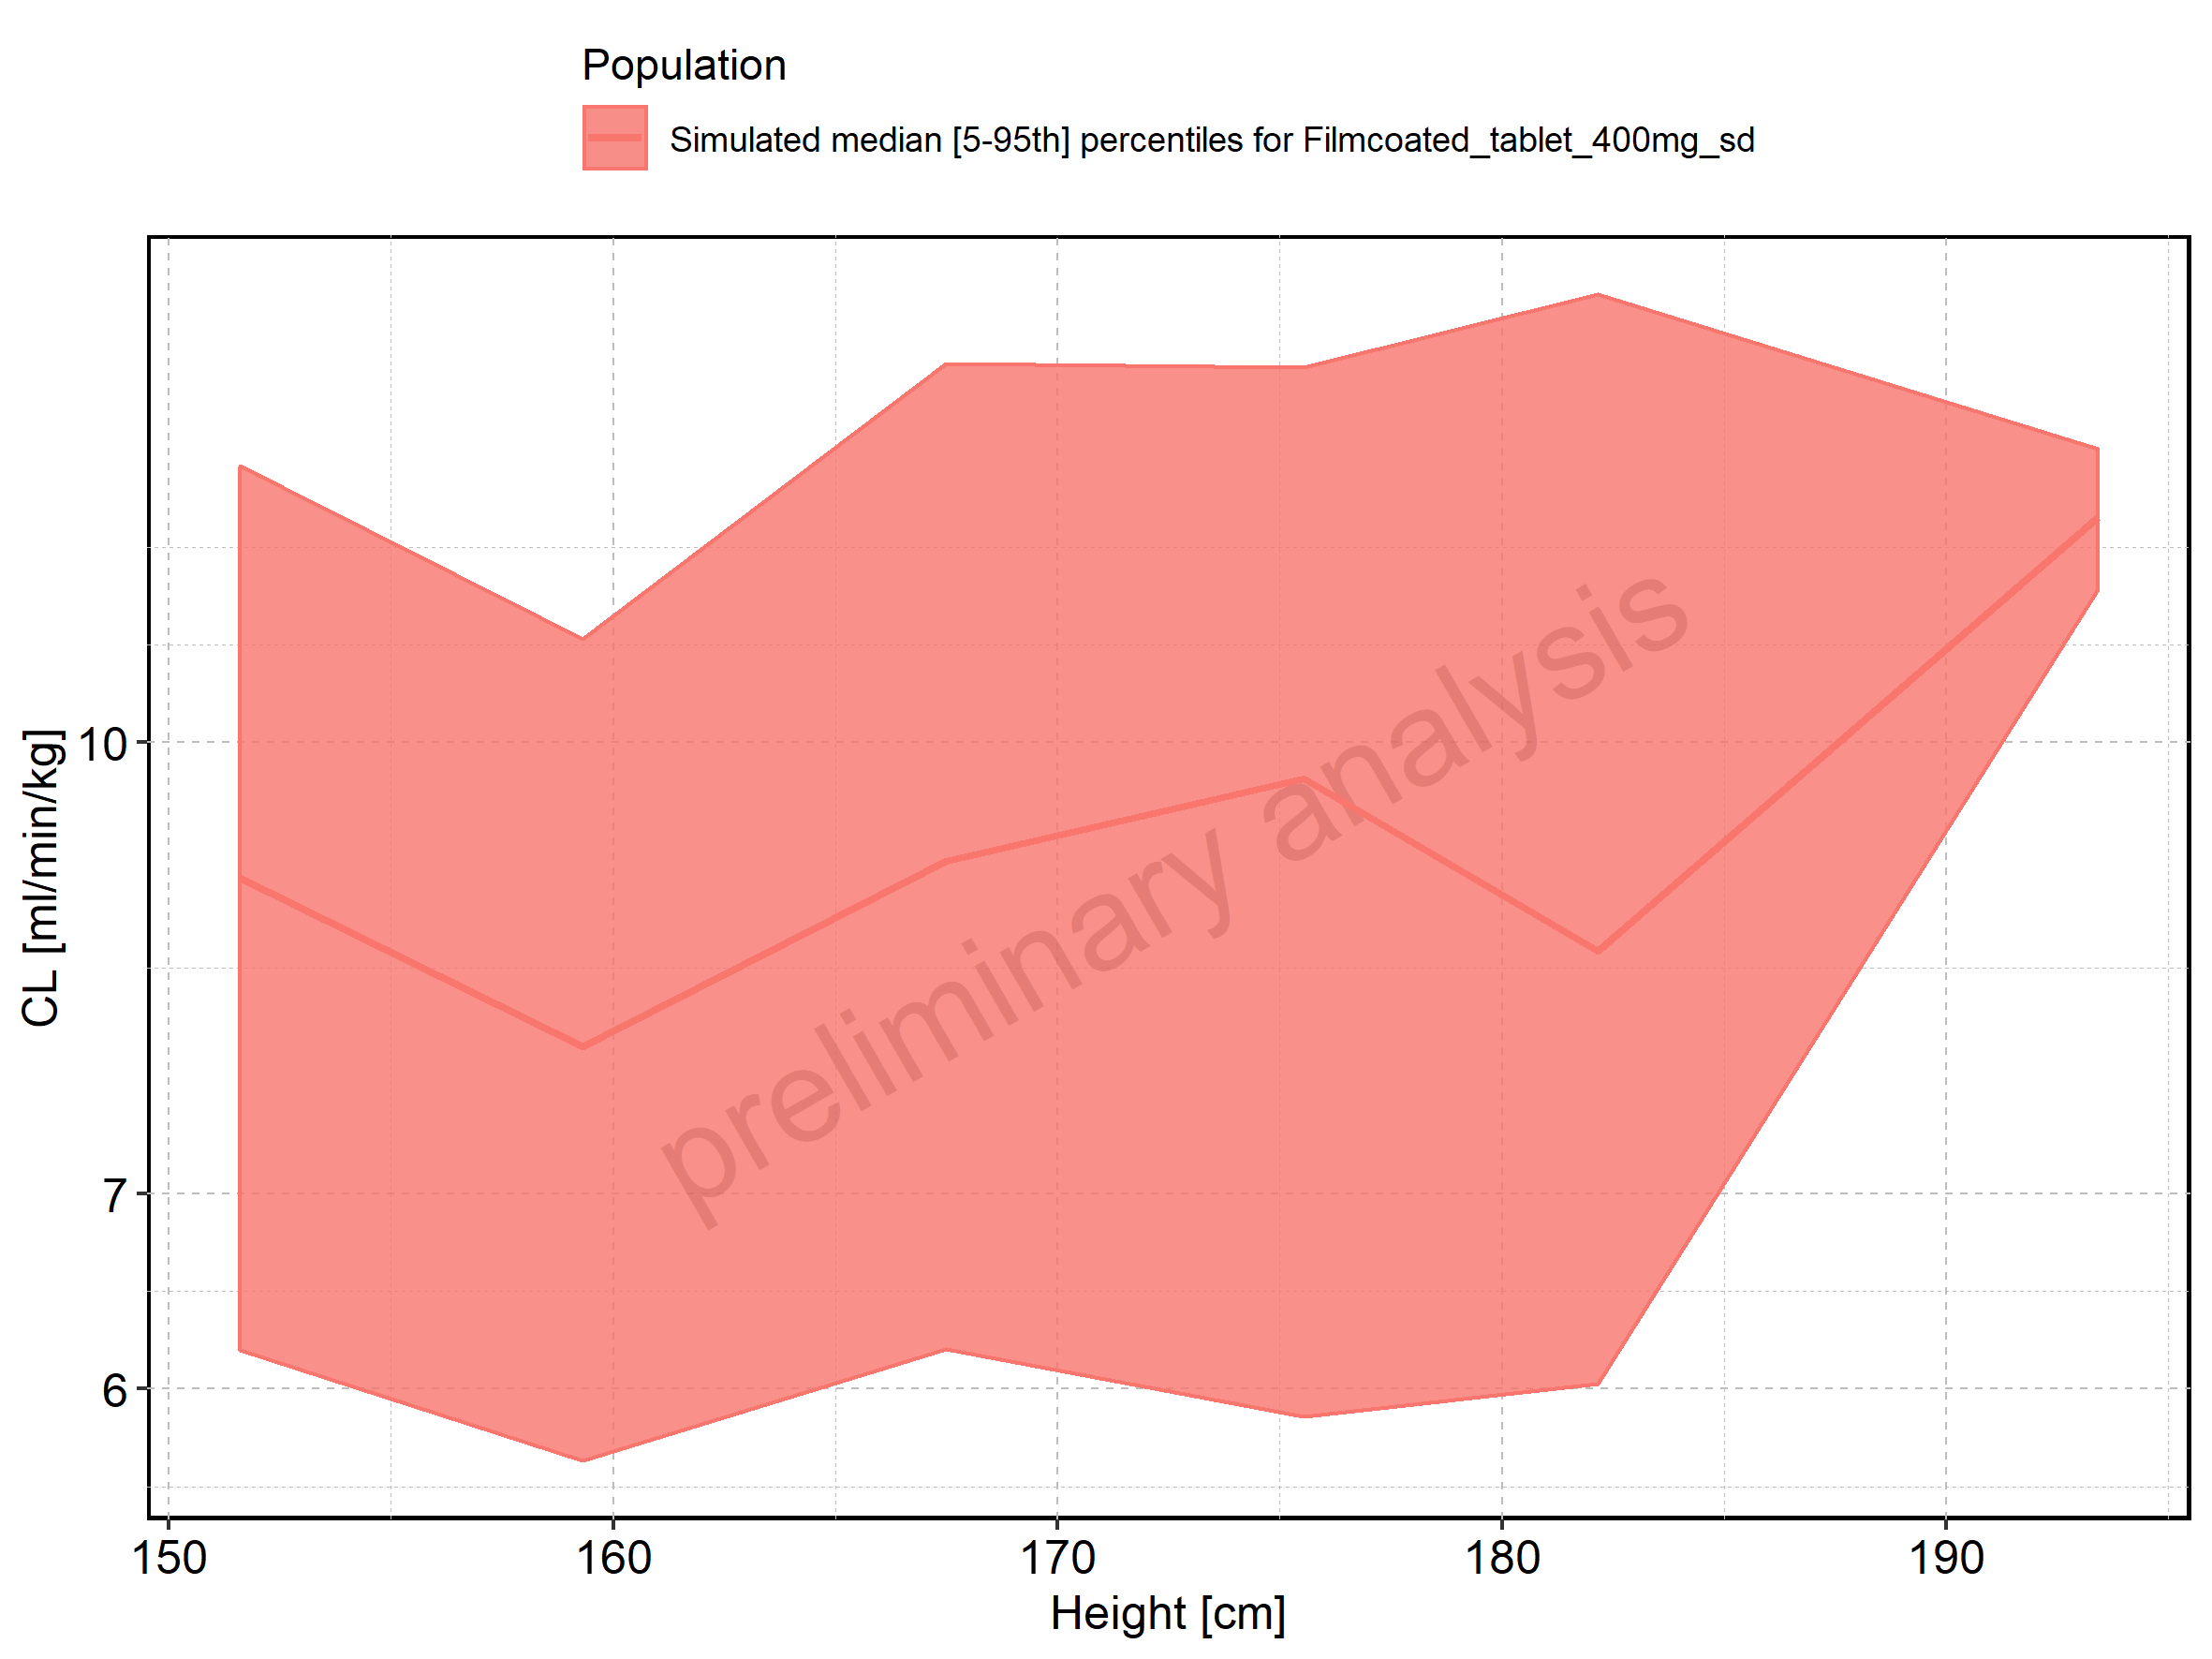 Population
Simulated median [5-95th] percentiles for Filmcoated_tablet_400mg_sd
CL [ml/min/kg]
10
7
6
preliminary analysis
150 160 170 180 190
Height [cm]